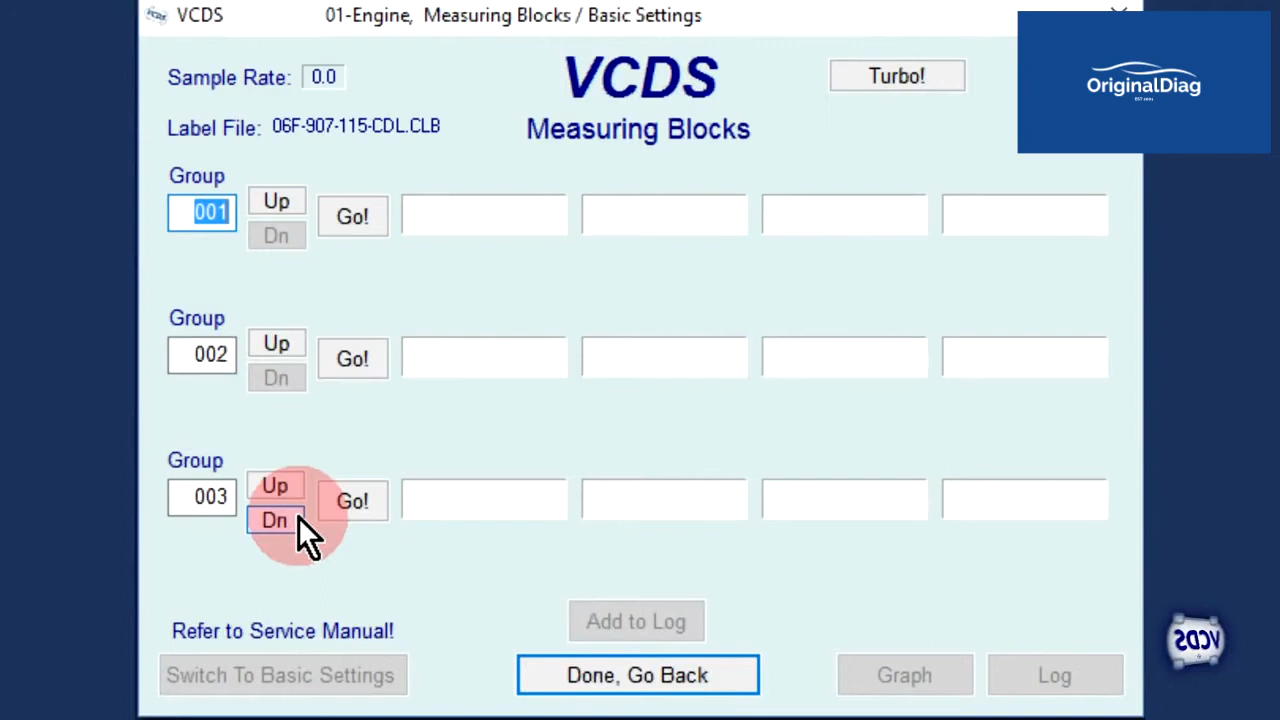 VCDS
01-Engine, Measuring Blocks / Basic Settings
Sample Rate: 0.0
VCDS
Turbo!
OriginalDiag
Label File: 06F-907-115-CDL.CLB
Measuring Blocks
Group
001
Up
Dn
Go!
Group
002
Up
Dn
Go!
Group
003
Up
Dn
Go!
Refer to Service Manual!
Add to Log
Switch To Basic Settings
Done, Go Back
Graph
Log
VCDS